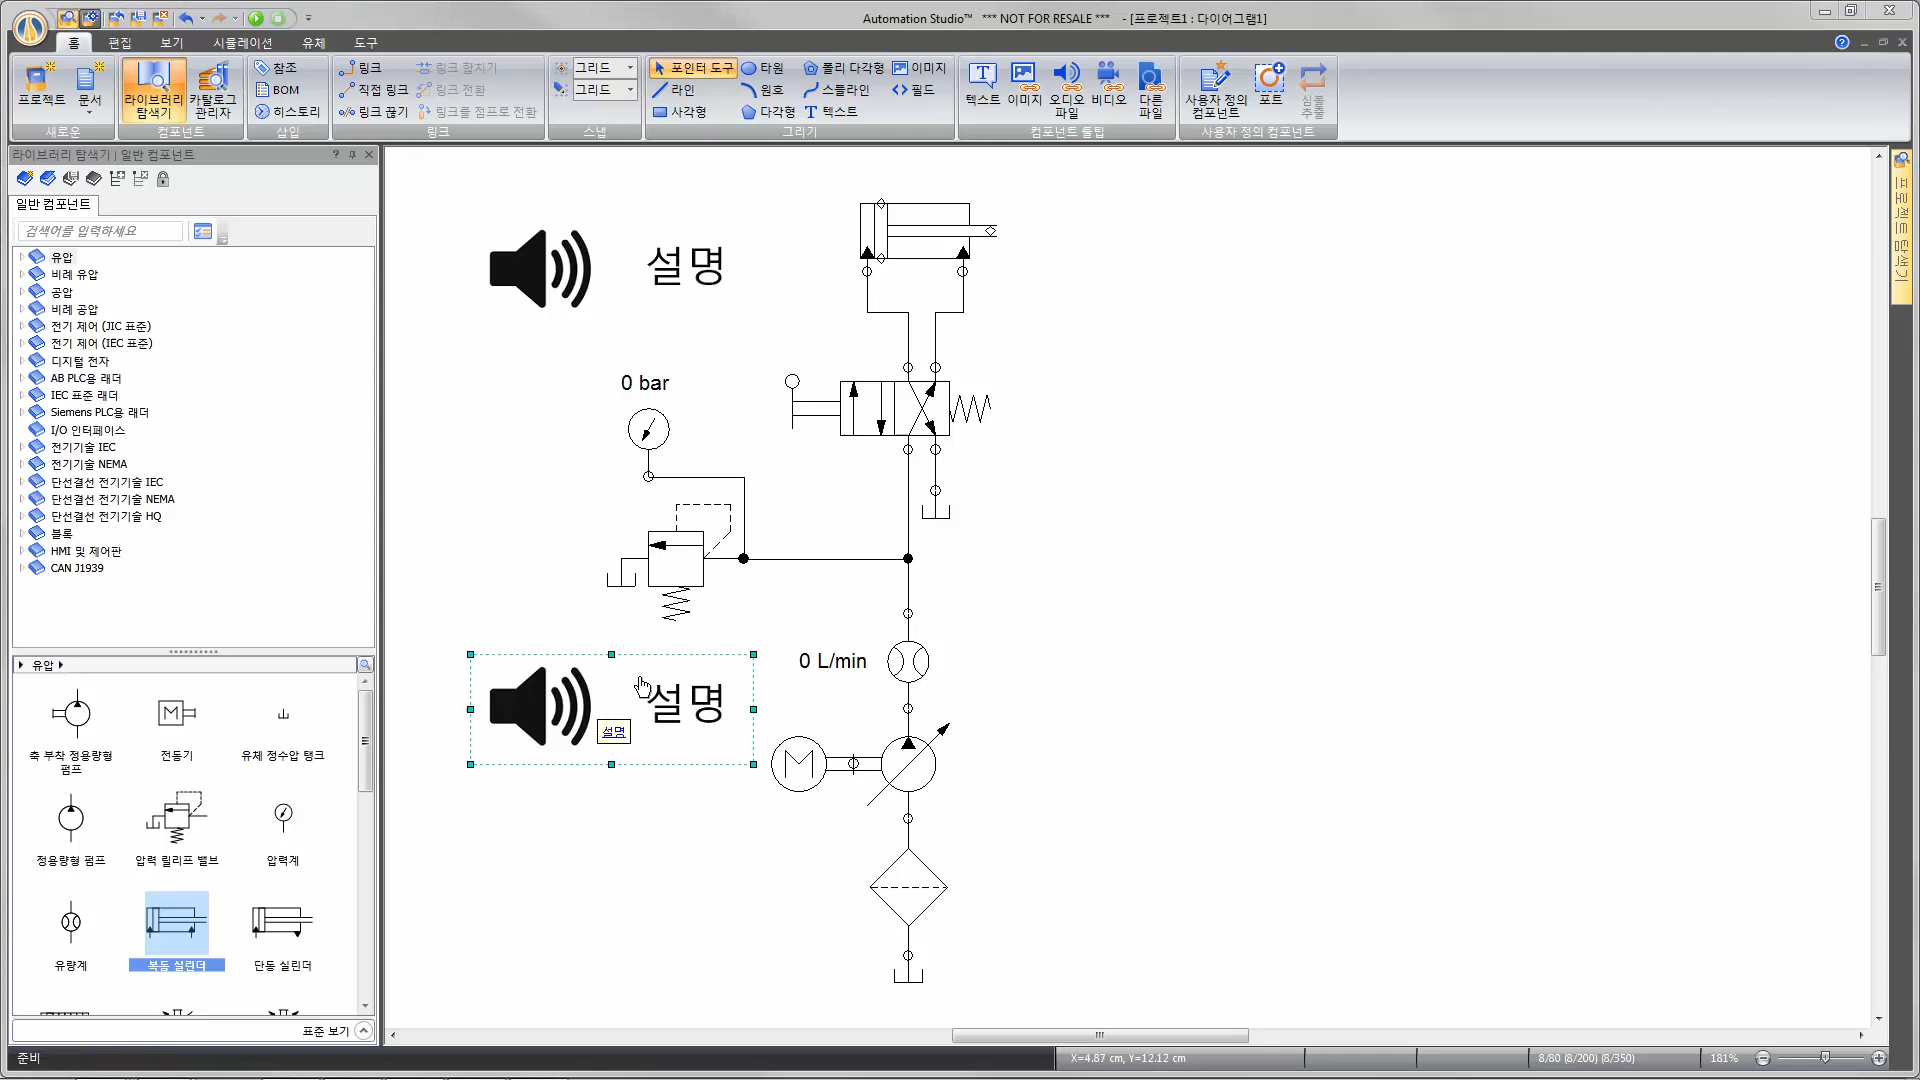 Automation Studio™ *** NOT FOR RESALE *** - [프로젝트1 : 다이어그램1]
홈 편집 보기 시뮬레이션 유체 도구
프로젝트 문서
새로운
라이브러리 탐색기 카탈로그 관리자
컴포넌트
참조
BOM
히스토리
삽입
링크 링크 합치기
직접 링크 링크 전환
링크 끊기 링크를 점프로 전환
링크
그리드
그리드
스냅
포인터 도구 타원 폴리 다각형 이미지
라인 원호 스플라인 필드
사각형 다각형 텍스트
그리기
텍스트 이미지 오디오 파일 비디오 다른 파일
컴포넌트 툴팁
사용자 정의 컴포넌트 포트 심볼 추출
사용자 정의 컴포넌트
라이브러리 탐색기 | 일반 컴포넌트
일반 컴포넌트
검색어를 입력하세요
유압
비례 유압
공압
비례 공압
전기 제어 (JIC 표준)
전기 제어 (IEC 표준)
디지털 전자
AB PLC용 래더
IEC 표준 래더
Siemens PLC용 래더
I/O 인터페이스
전기기술 IEC
전기기술 NEMA
단선결선 전기기술 IEC
단선결선 전기기술 NEMA
단선결선 전기기술 HQ
블록
HMI 및 제어판
CAN J1939
유압
축 부착 정용량형 펌프 전동기 유체 정수압 탱크
정용량형 펌프 압력 릴리프 밸브 압력계
유량계 복동 실린더 단동 실린더
표준 보기
설명
0 bar
0 L/min
설명
설명
M
M
프로젝트 탐색기
준비
X=4.87 cm, Y=12.12 cm
8/80 (8/200) (8/350)
181%